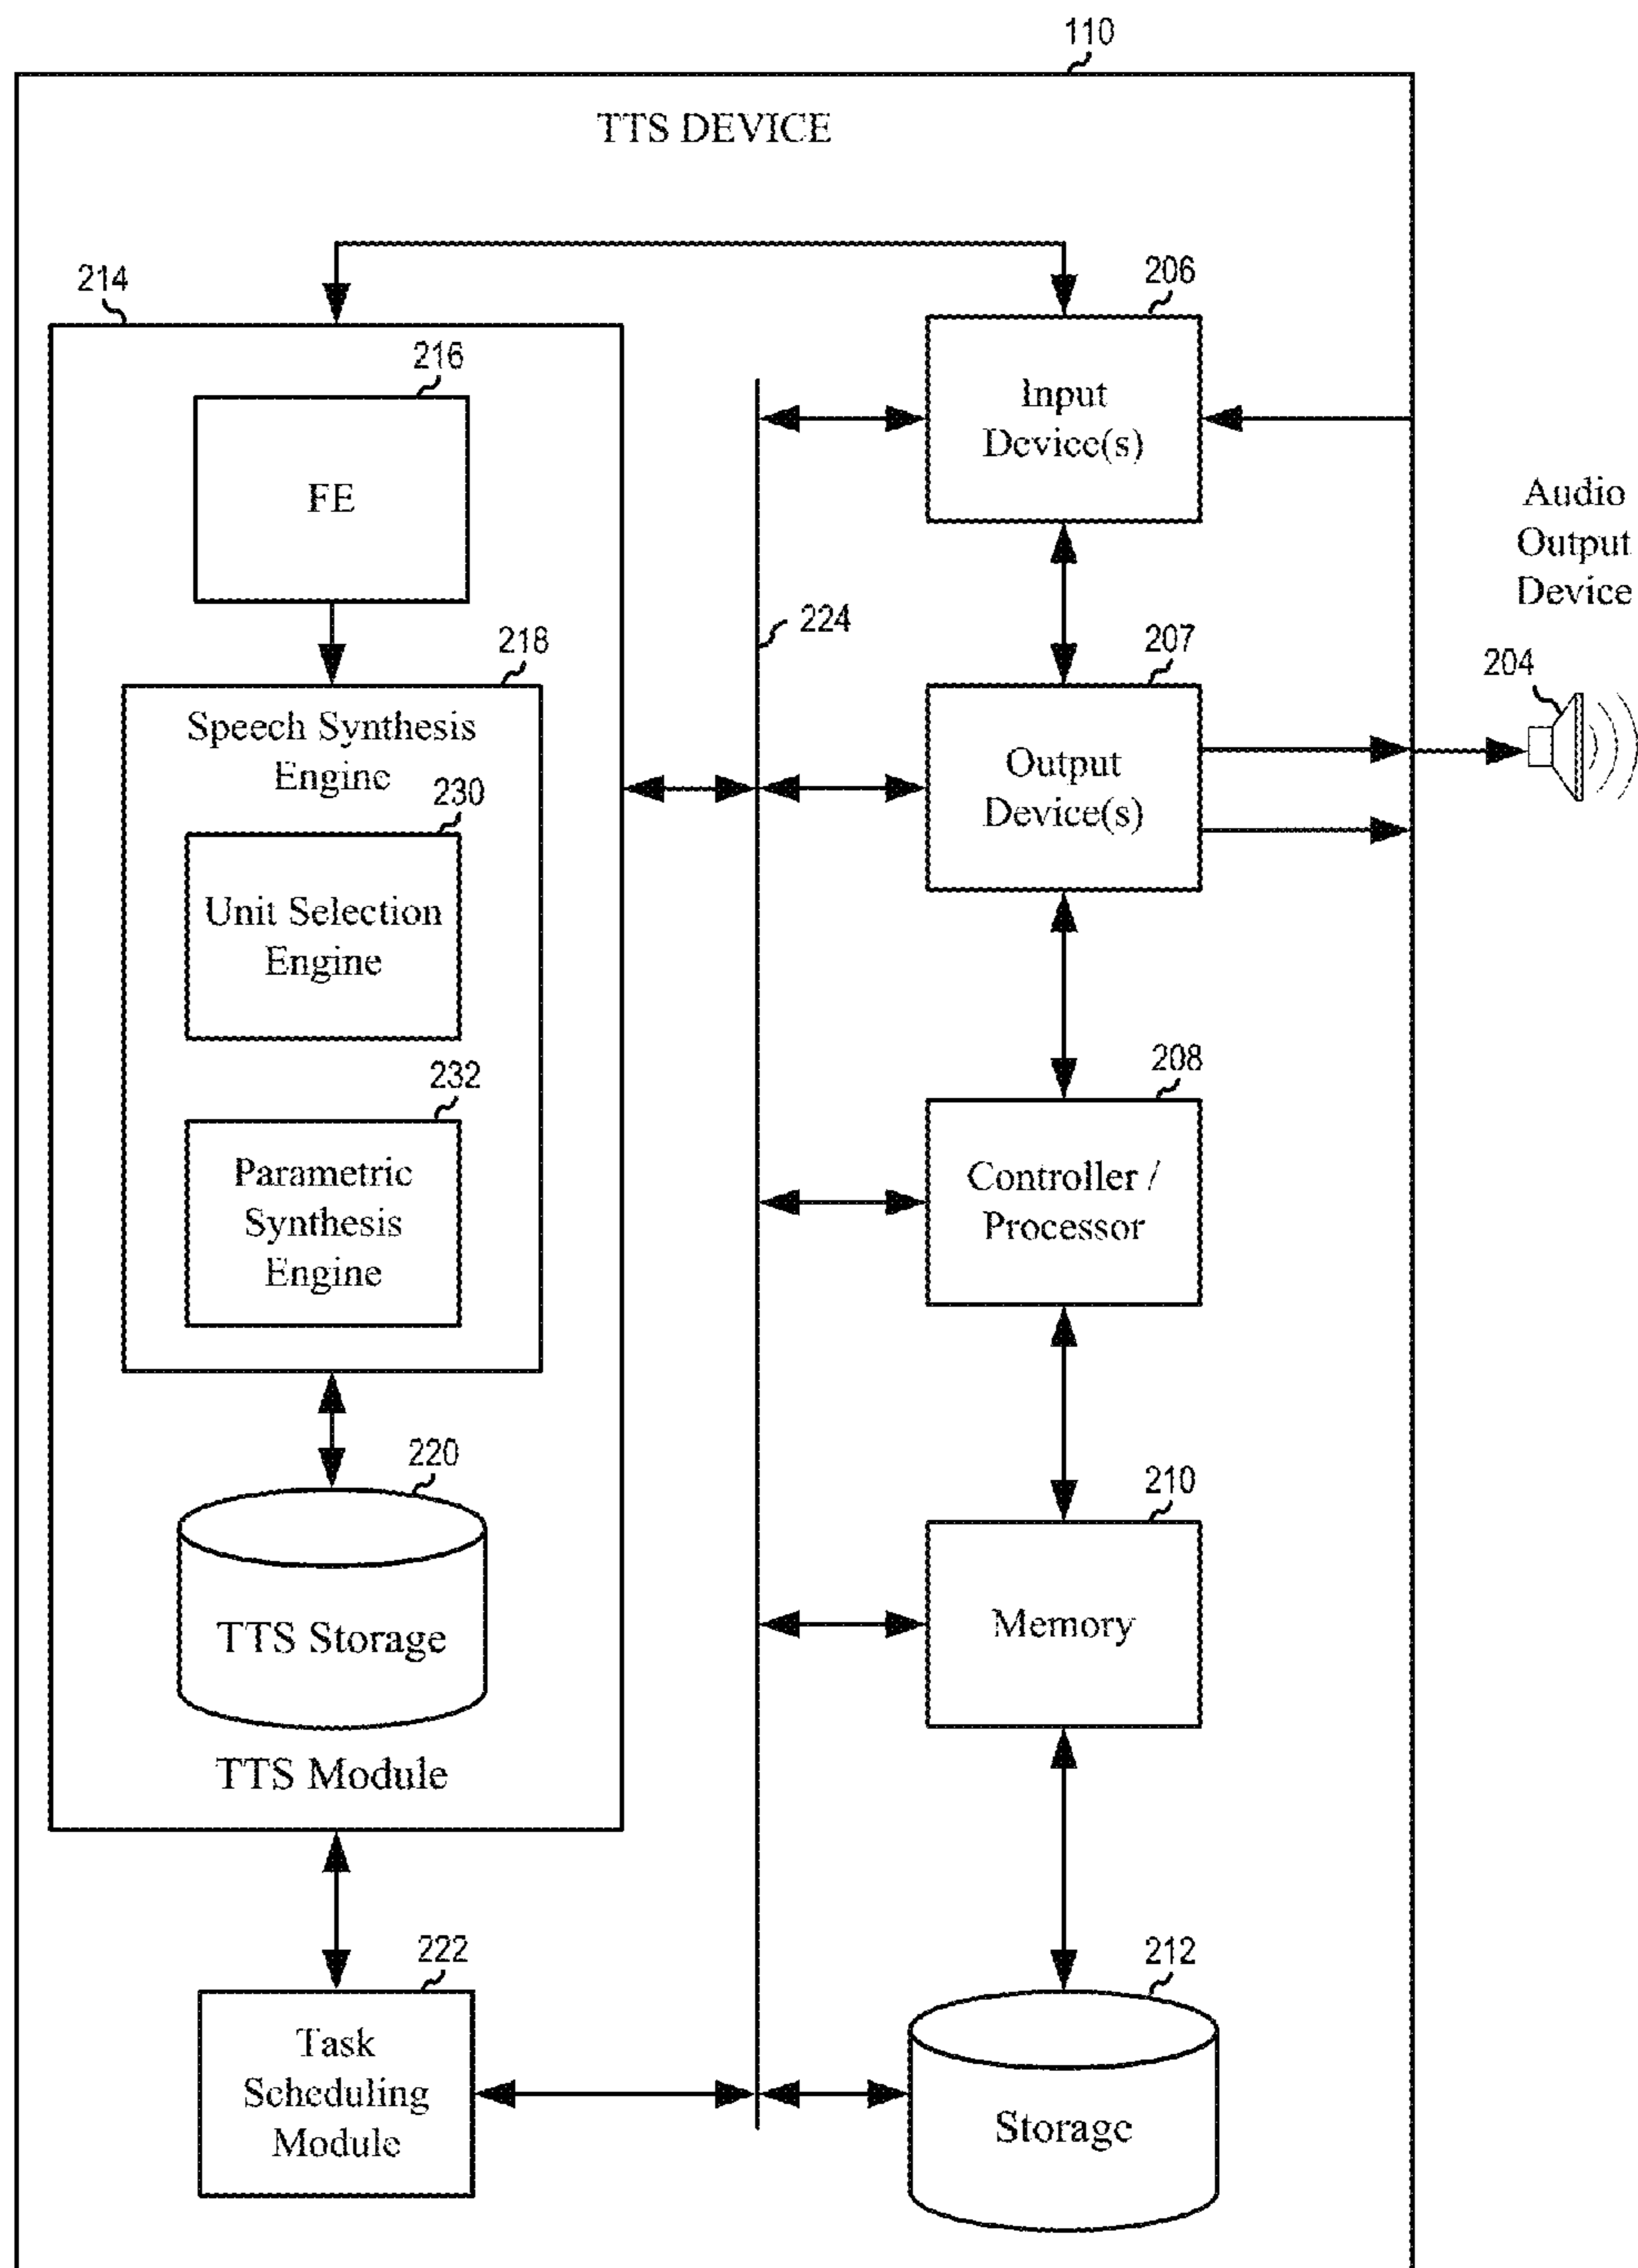 110
TTS DEVICE
214
216
FE
218
Speech Synthesis
Engine
230
Unit Selection
Engine
232
Parametric
Synthesis
Engine
220
TTS Storage
TTS Module
222
Task
Scheduling
Module
224
206
Input
Device(s)
207
Output
Device(s)
208
Controller /
Processor
210
Memory
212
Storage
Audio
Output
Device
204